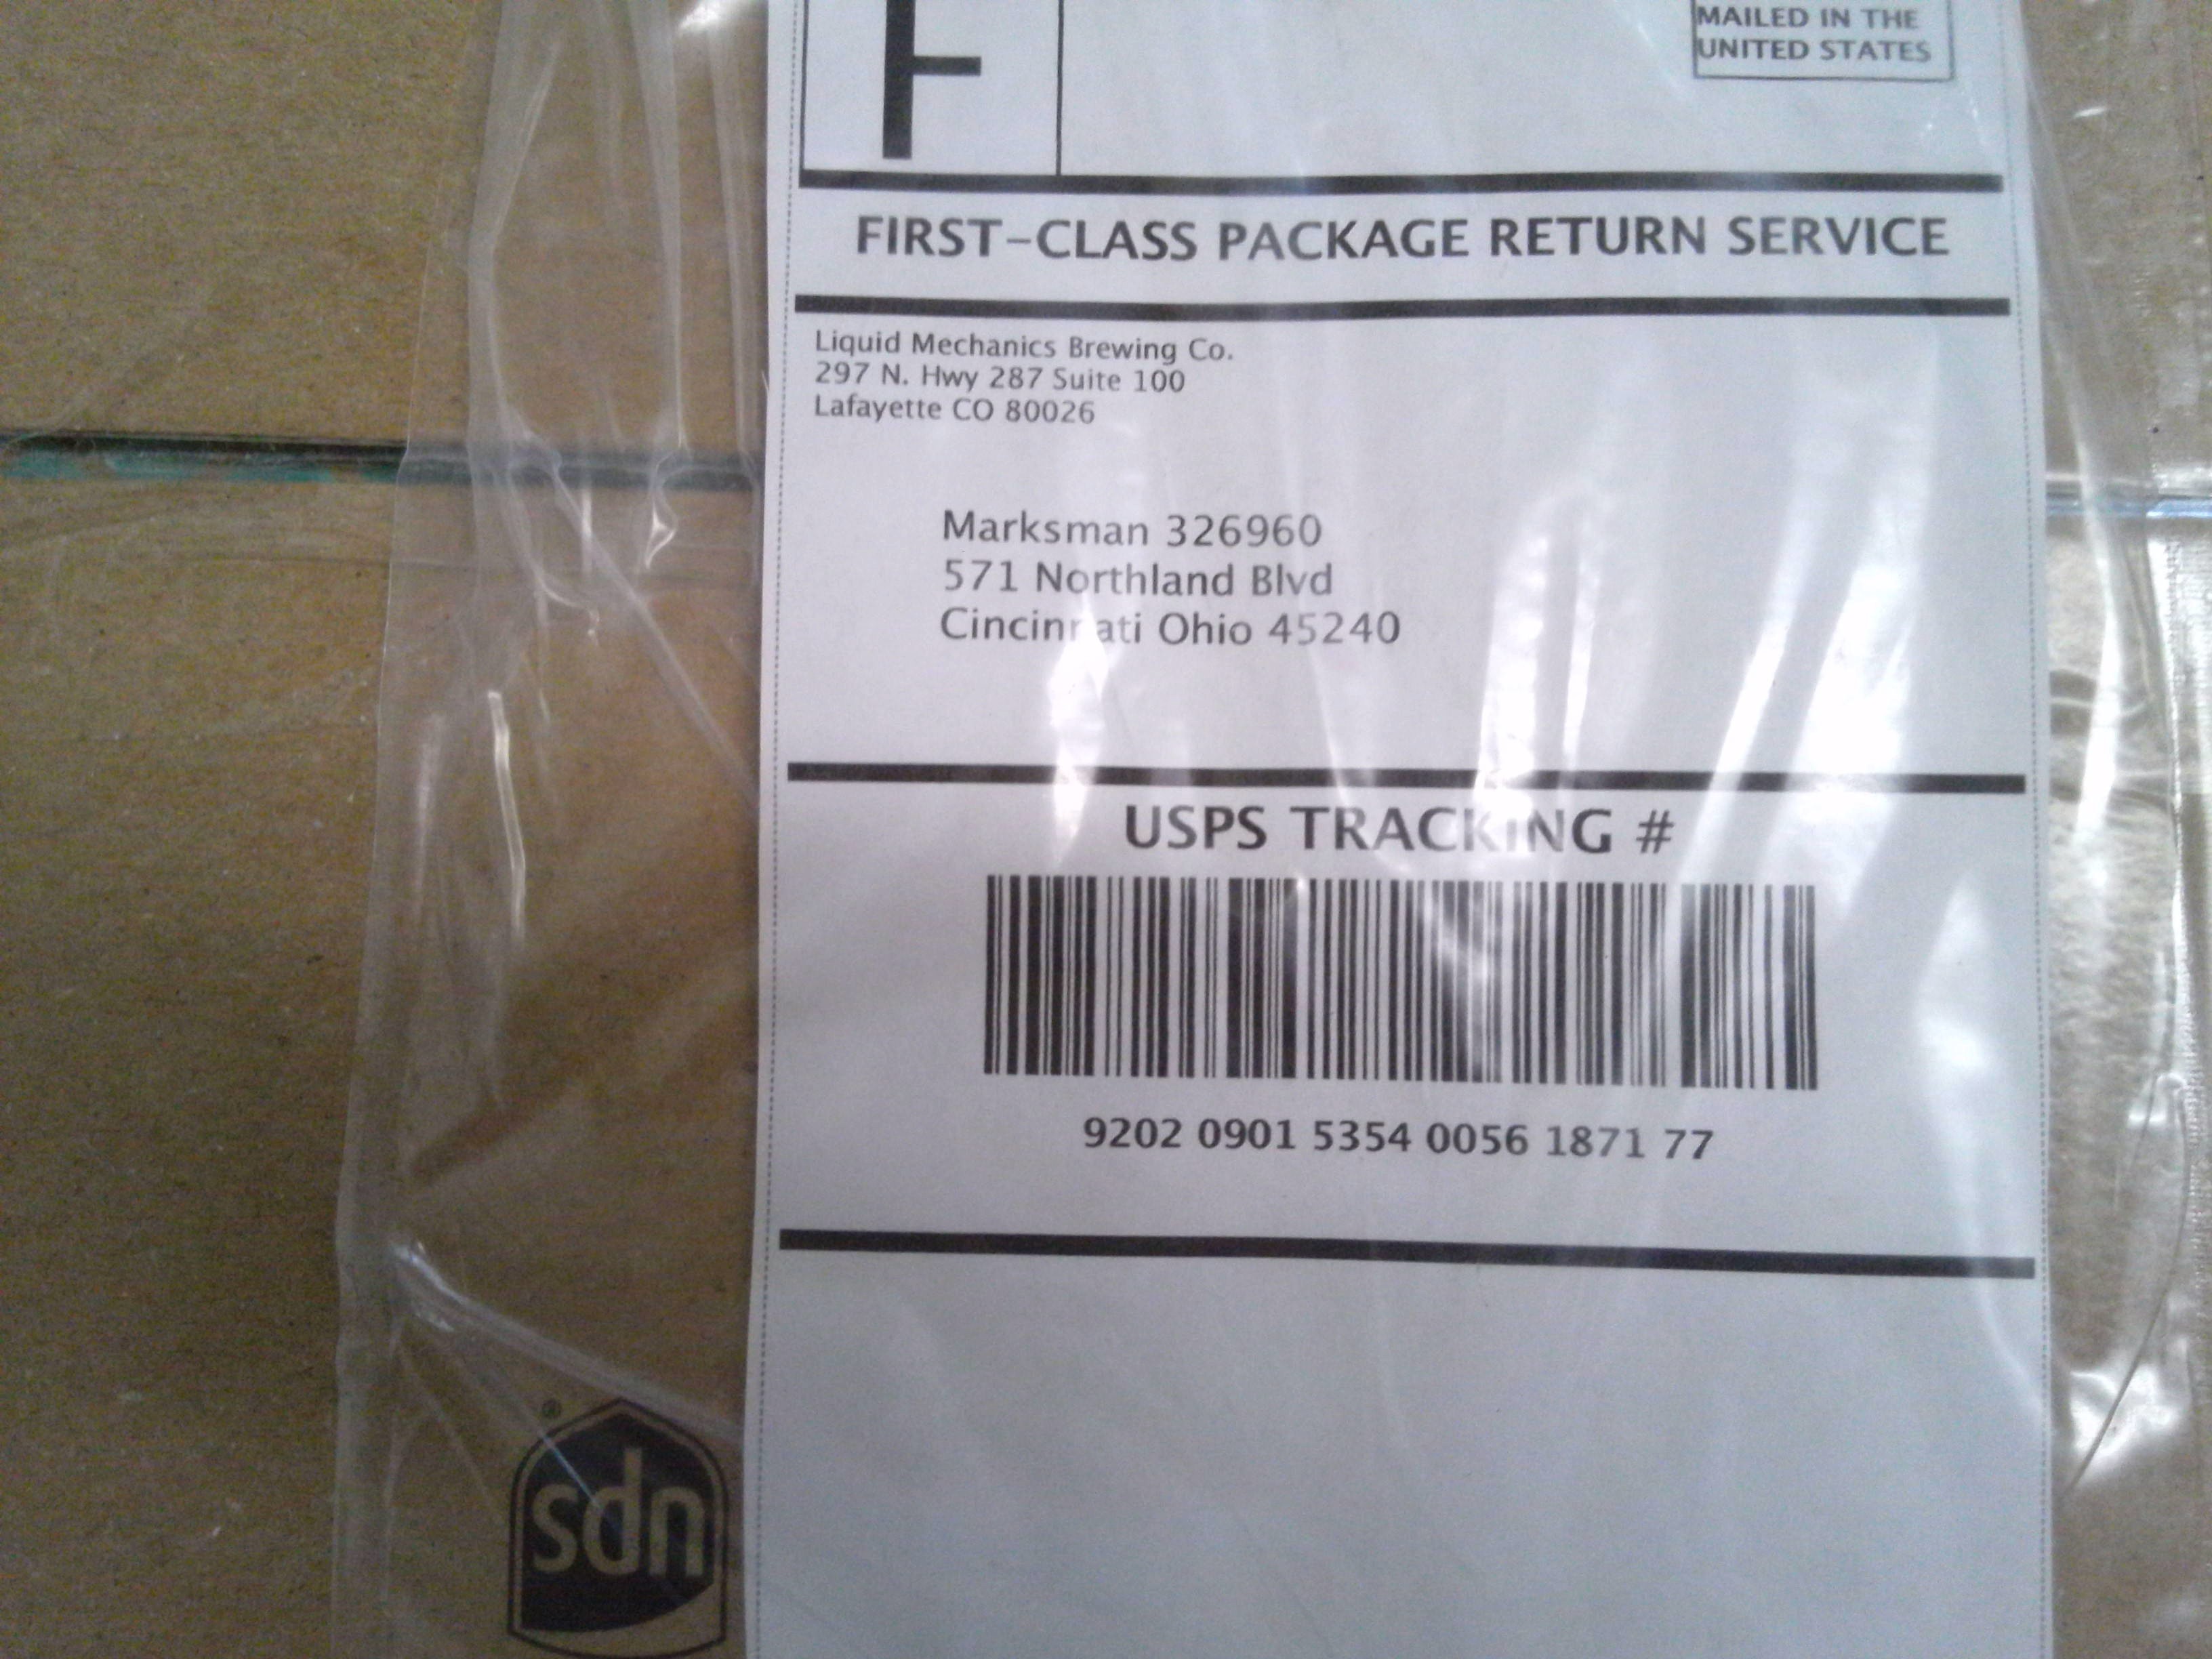 F
MAILED IN THE
UNITED STATES
FIRST-CLASS PACKAGE RETURN SERVICE
Liquid Mechanics Brewing Co.
297 N. Hwy 287 Suite 100
Lafayette CO 80026
Marksman 326960
571 Northland Blvd
Cincinnati Ohio 45240
USPS TRACKING #
9202 0901 5354 0056 1871 77
sdn
®